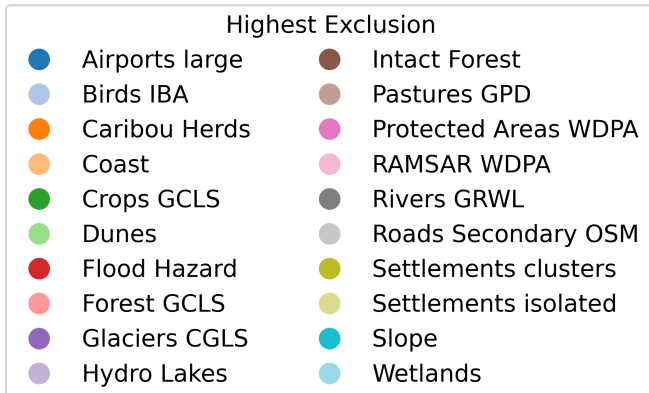 Highest Exclusion
Airports large
Birds IBA
Caribou Herds
Coast
Crops GCLS
Dunes
Flood Hazard
Forest GCLS
Glaciers CGLS
Hydro Lakes
Intact Forest
Pastures GPD
Protected Areas WDPA
RAMSAR WDPA
Rivers GRWL
Roads Secondary OSM
Settlements clusters
Settlements isolated
Slope
Wetlands